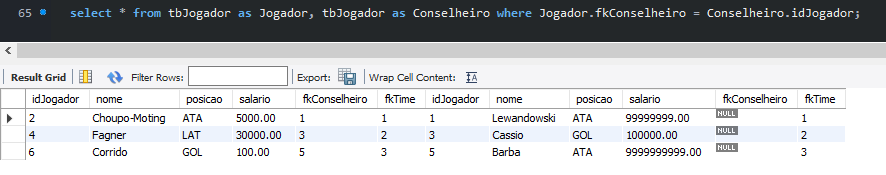 65 select * from tbJogador as Jogador, tbJogador as Conselheiro where Jogador.fkConselheiro = Conselheiro.idJogador;
Result Grid Filter Rows: Export: Wrap Cell Content: IA
idJogador nome posicao salario fkConselheiro fkTime idJogador nome posicao salario fkConselheiro fkTime
2 Choupo-Moting ATA 5000.00 1 1 1 Lewandowski ATA 99999999.00 NULL 1
4 Fagner LAT 30000.00 3 2 3 Cassio GOL 100000.00 NULL 2
6 Corrido GOL 100.00 5 3 5 Barba ATA 9999999999.00 NULL 3